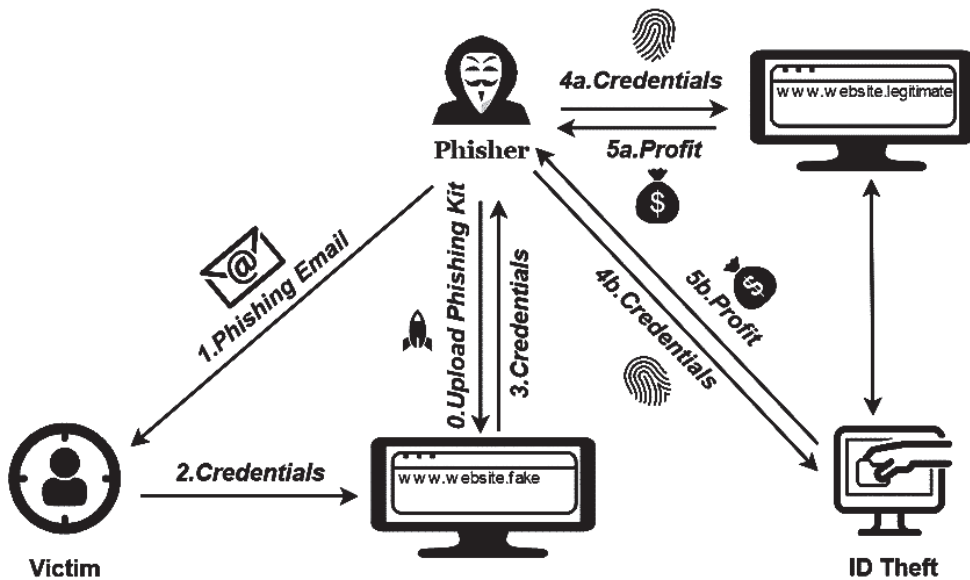 4a.Credentials
www.website.legitimate
Phisher
5a.Profit
$
@
1.Phishing Email
0.Upload Phishing Kit
3.Credentials
4b.Credentials
5b.Profit
$
2.Credentials
www.website.fake
Victim
ID Theft